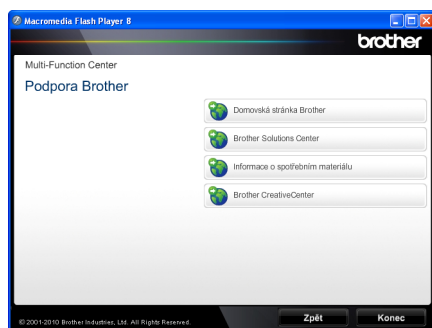 Macromedia Flash Player 8
brother
Multi-Function Center
Podpora Brother
Domovská stránka Brother
Brother Solutions Center
Informace o spotřebním materiálu
Brother CreativeCenter
© 2001-2010 Brother Industries, Ltd. All Rights Reserved.
Zpět
Konec